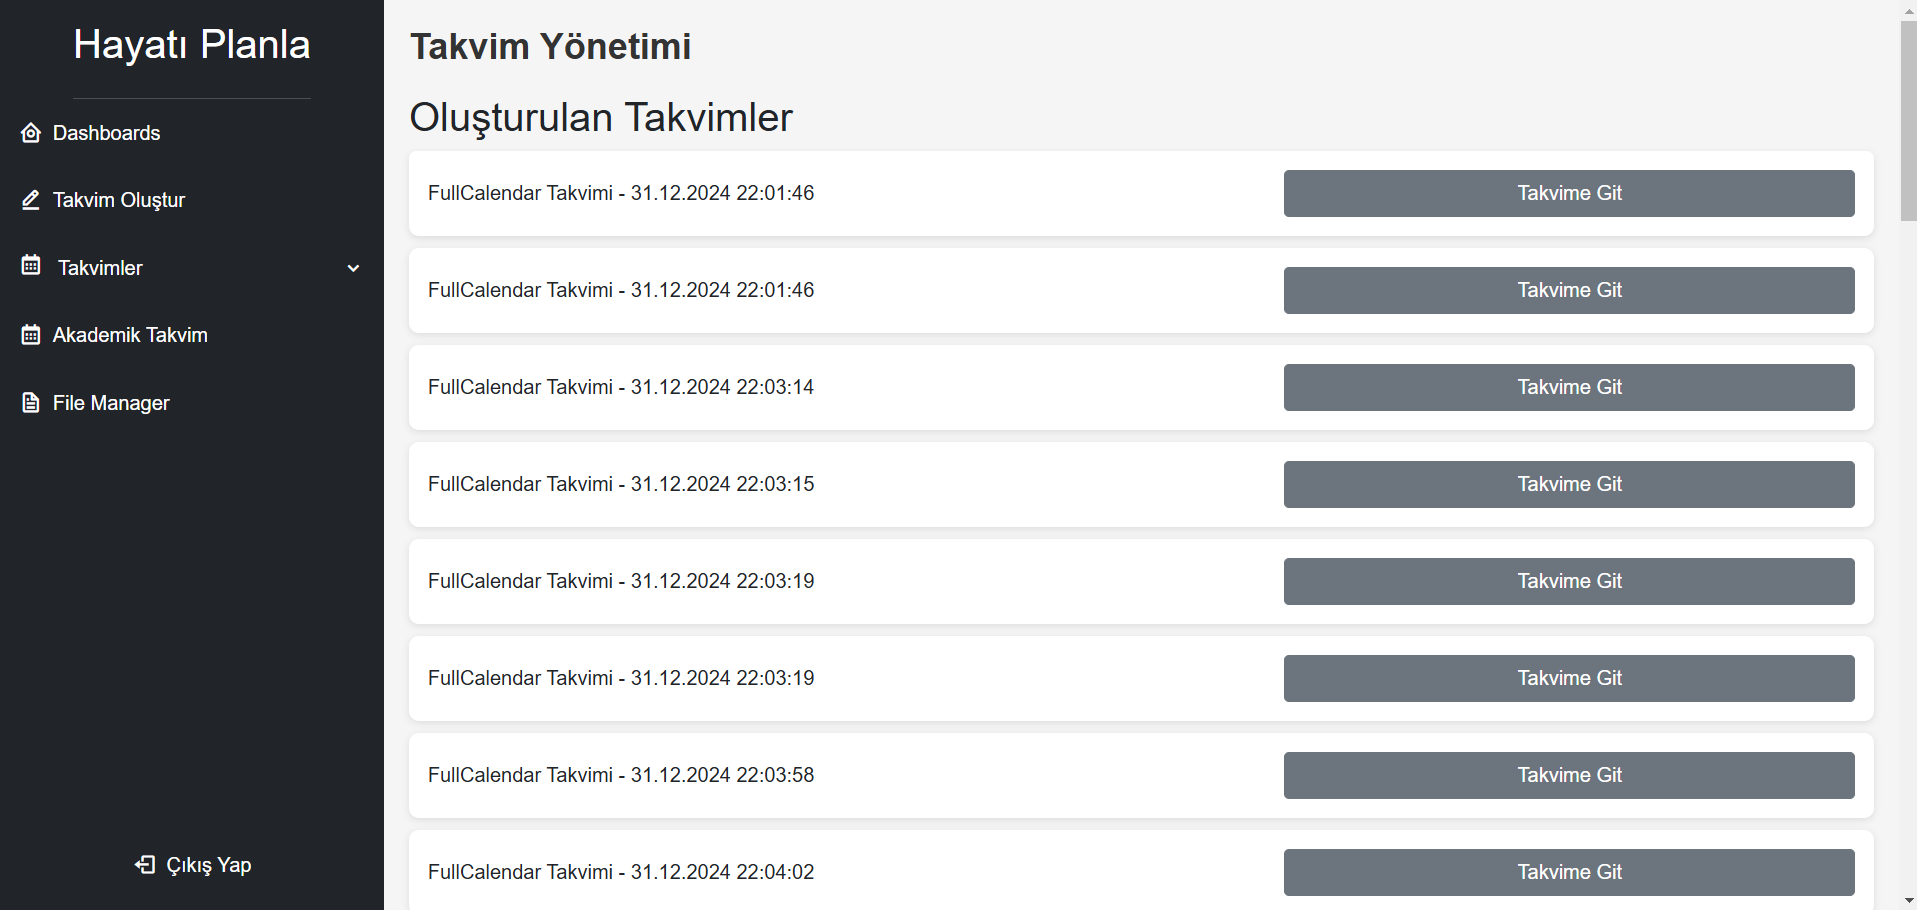 Hayatı Planla
Dashboards
Takvim Oluştur
Takvimler
Akademik Takvim
File Manager
Çıkış Yap
Takvim Yönetimi
Oluşturulan Takvimler
FullCalendar Takvimi - 31.12.2024 22:01:46 Takvime Git
FullCalendar Takvimi - 31.12.2024 22:01:46 Takvime Git
FullCalendar Takvimi - 31.12.2024 22:03:14 Takvime Git
FullCalendar Takvimi - 31.12.2024 22:03:15 Takvime Git
FullCalendar Takvimi - 31.12.2024 22:03:19 Takvime Git
FullCalendar Takvimi - 31.12.2024 22:03:19 Takvime Git
FullCalendar Takvimi - 31.12.2024 22:03:58 Takvime Git
FullCalendar Takvimi - 31.12.2024 22:04:02 Takvime Git